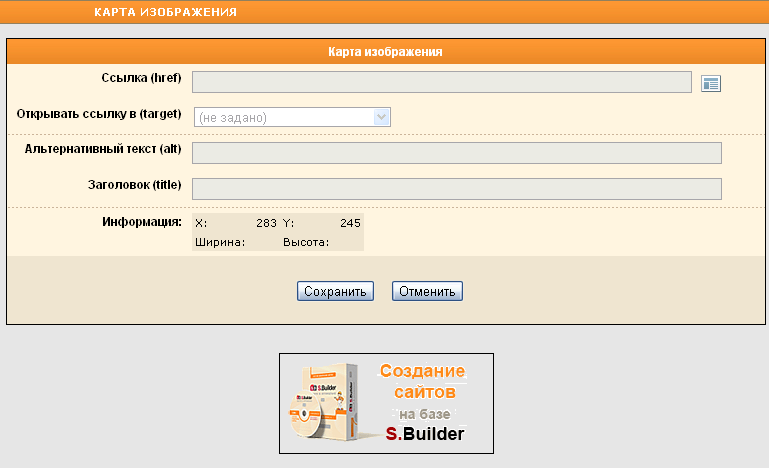 КАРТА ИЗОБРАЖЕНИЯ
Карта изображения
Ссылка (href)
Открывать ссылку в (target) (не задано)
Альтернативный текст (alt)
Заголовок (title)
Информация: X: 283 Y: 245
Ширина: Высота:
Сохранить Отменить
Создание
сайтов
на базе
S.Builder
S.Builder
S.Builder